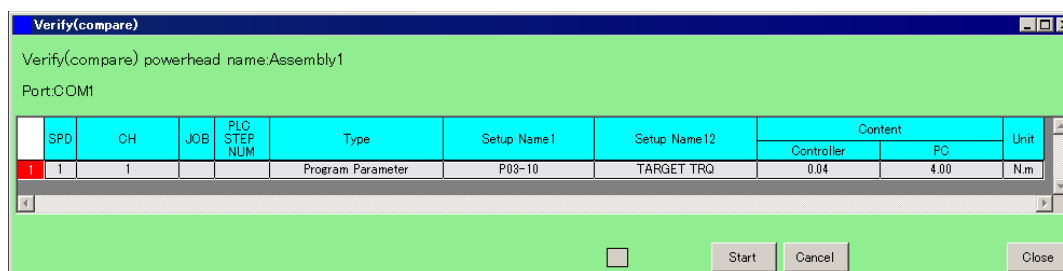 Verify(compare)
Verify(compare) powerhead name:Assembly1
Port:COM1
SPD CH JOB PLC STEP NUM Type Setup Name1 Setup Name12 Content Controller PC Unit
1 1 1 Program Parameter P03-10 TARGET TRQ 0.04 4.00 N.m
Start Cancel Close